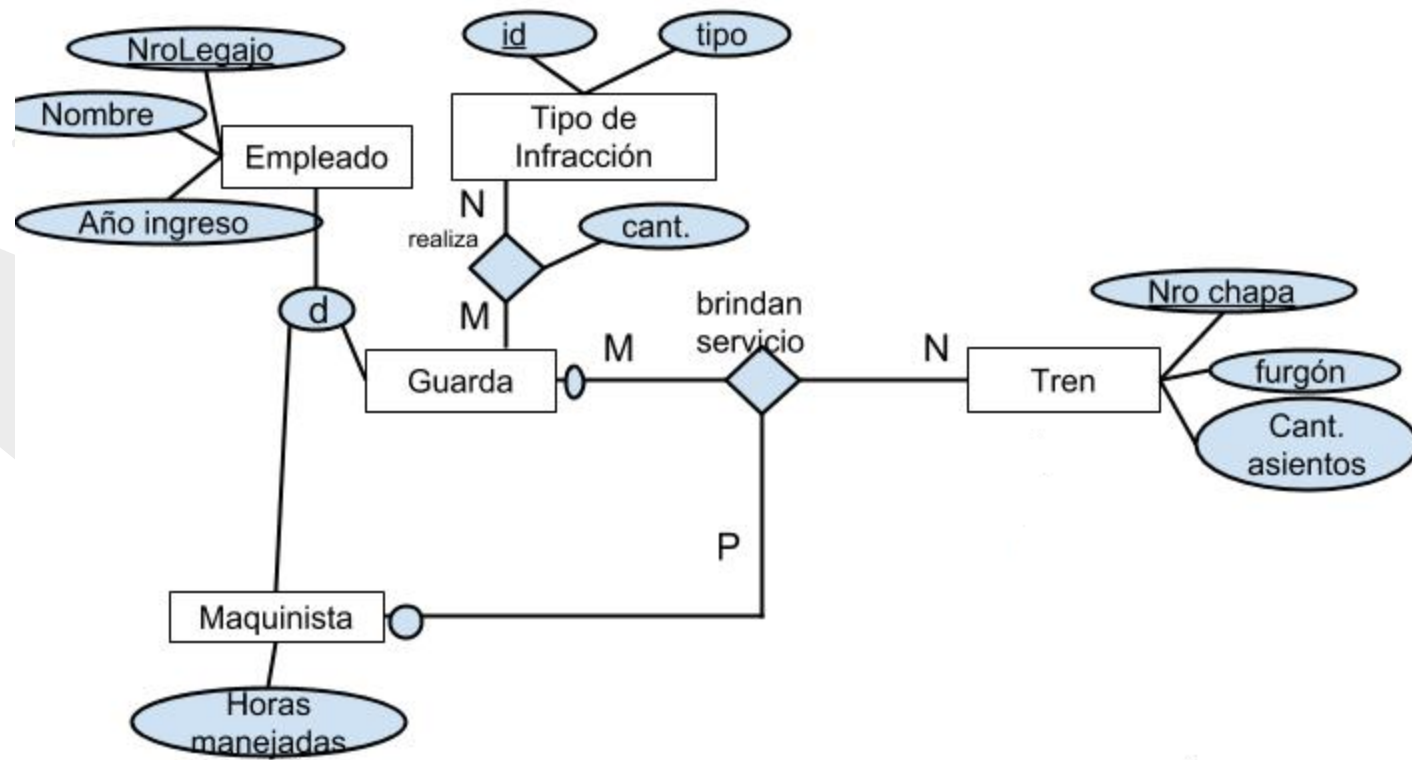 NroLegajo
id
tipo
Nombre
Empleado
Tipo de
Infracción
Año ingreso
N
realiza
cant.
d
M
brindan
servicio
Nro chapa
Guarda
M
N
Tren
furgón
Cant.
asientos
P
Maquinista
Horas
manejadas